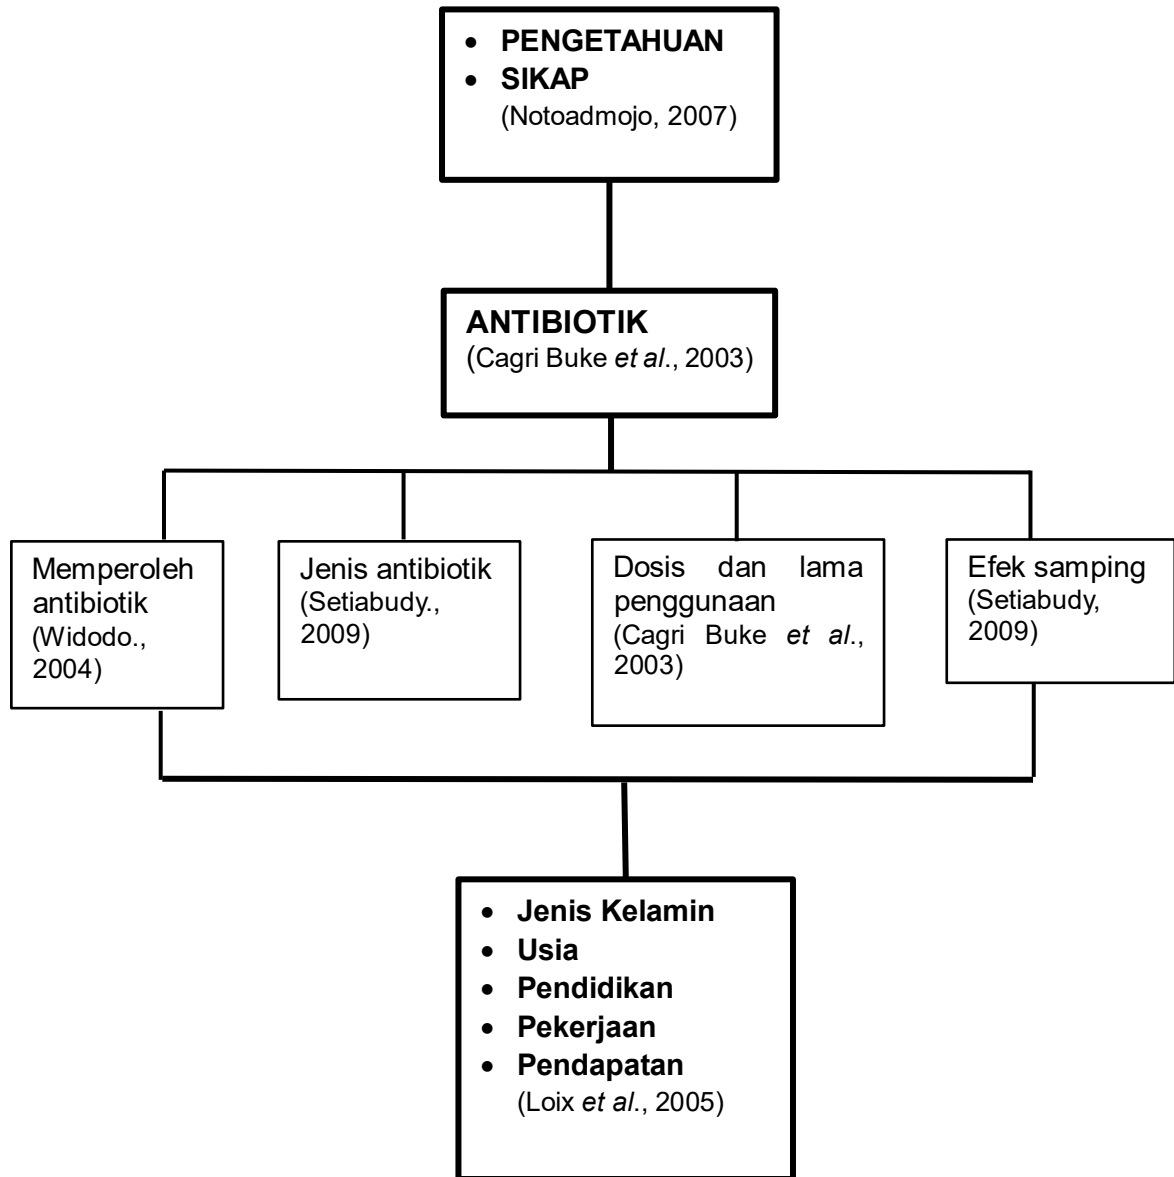 • PENGETAHUAN
• SIKAP
(Notoadmojo, 2007)
ANTIBIOTIK
(Cagri Buke et al., 2003)
Memperoleh
antibiotik
(Widodo.,
2004)
Jenis antibiotik
(Setiabudy.,
2009)
Dosis dan lama
penggunaan
(Cagri Buke et al.,
2003)
Efek samping
(Setiabudy,
2009)
• Jenis Kelamin
• Usia
• Pendidikan
• Pekerjaan
• Pendapatan
(Loix et al., 2005)